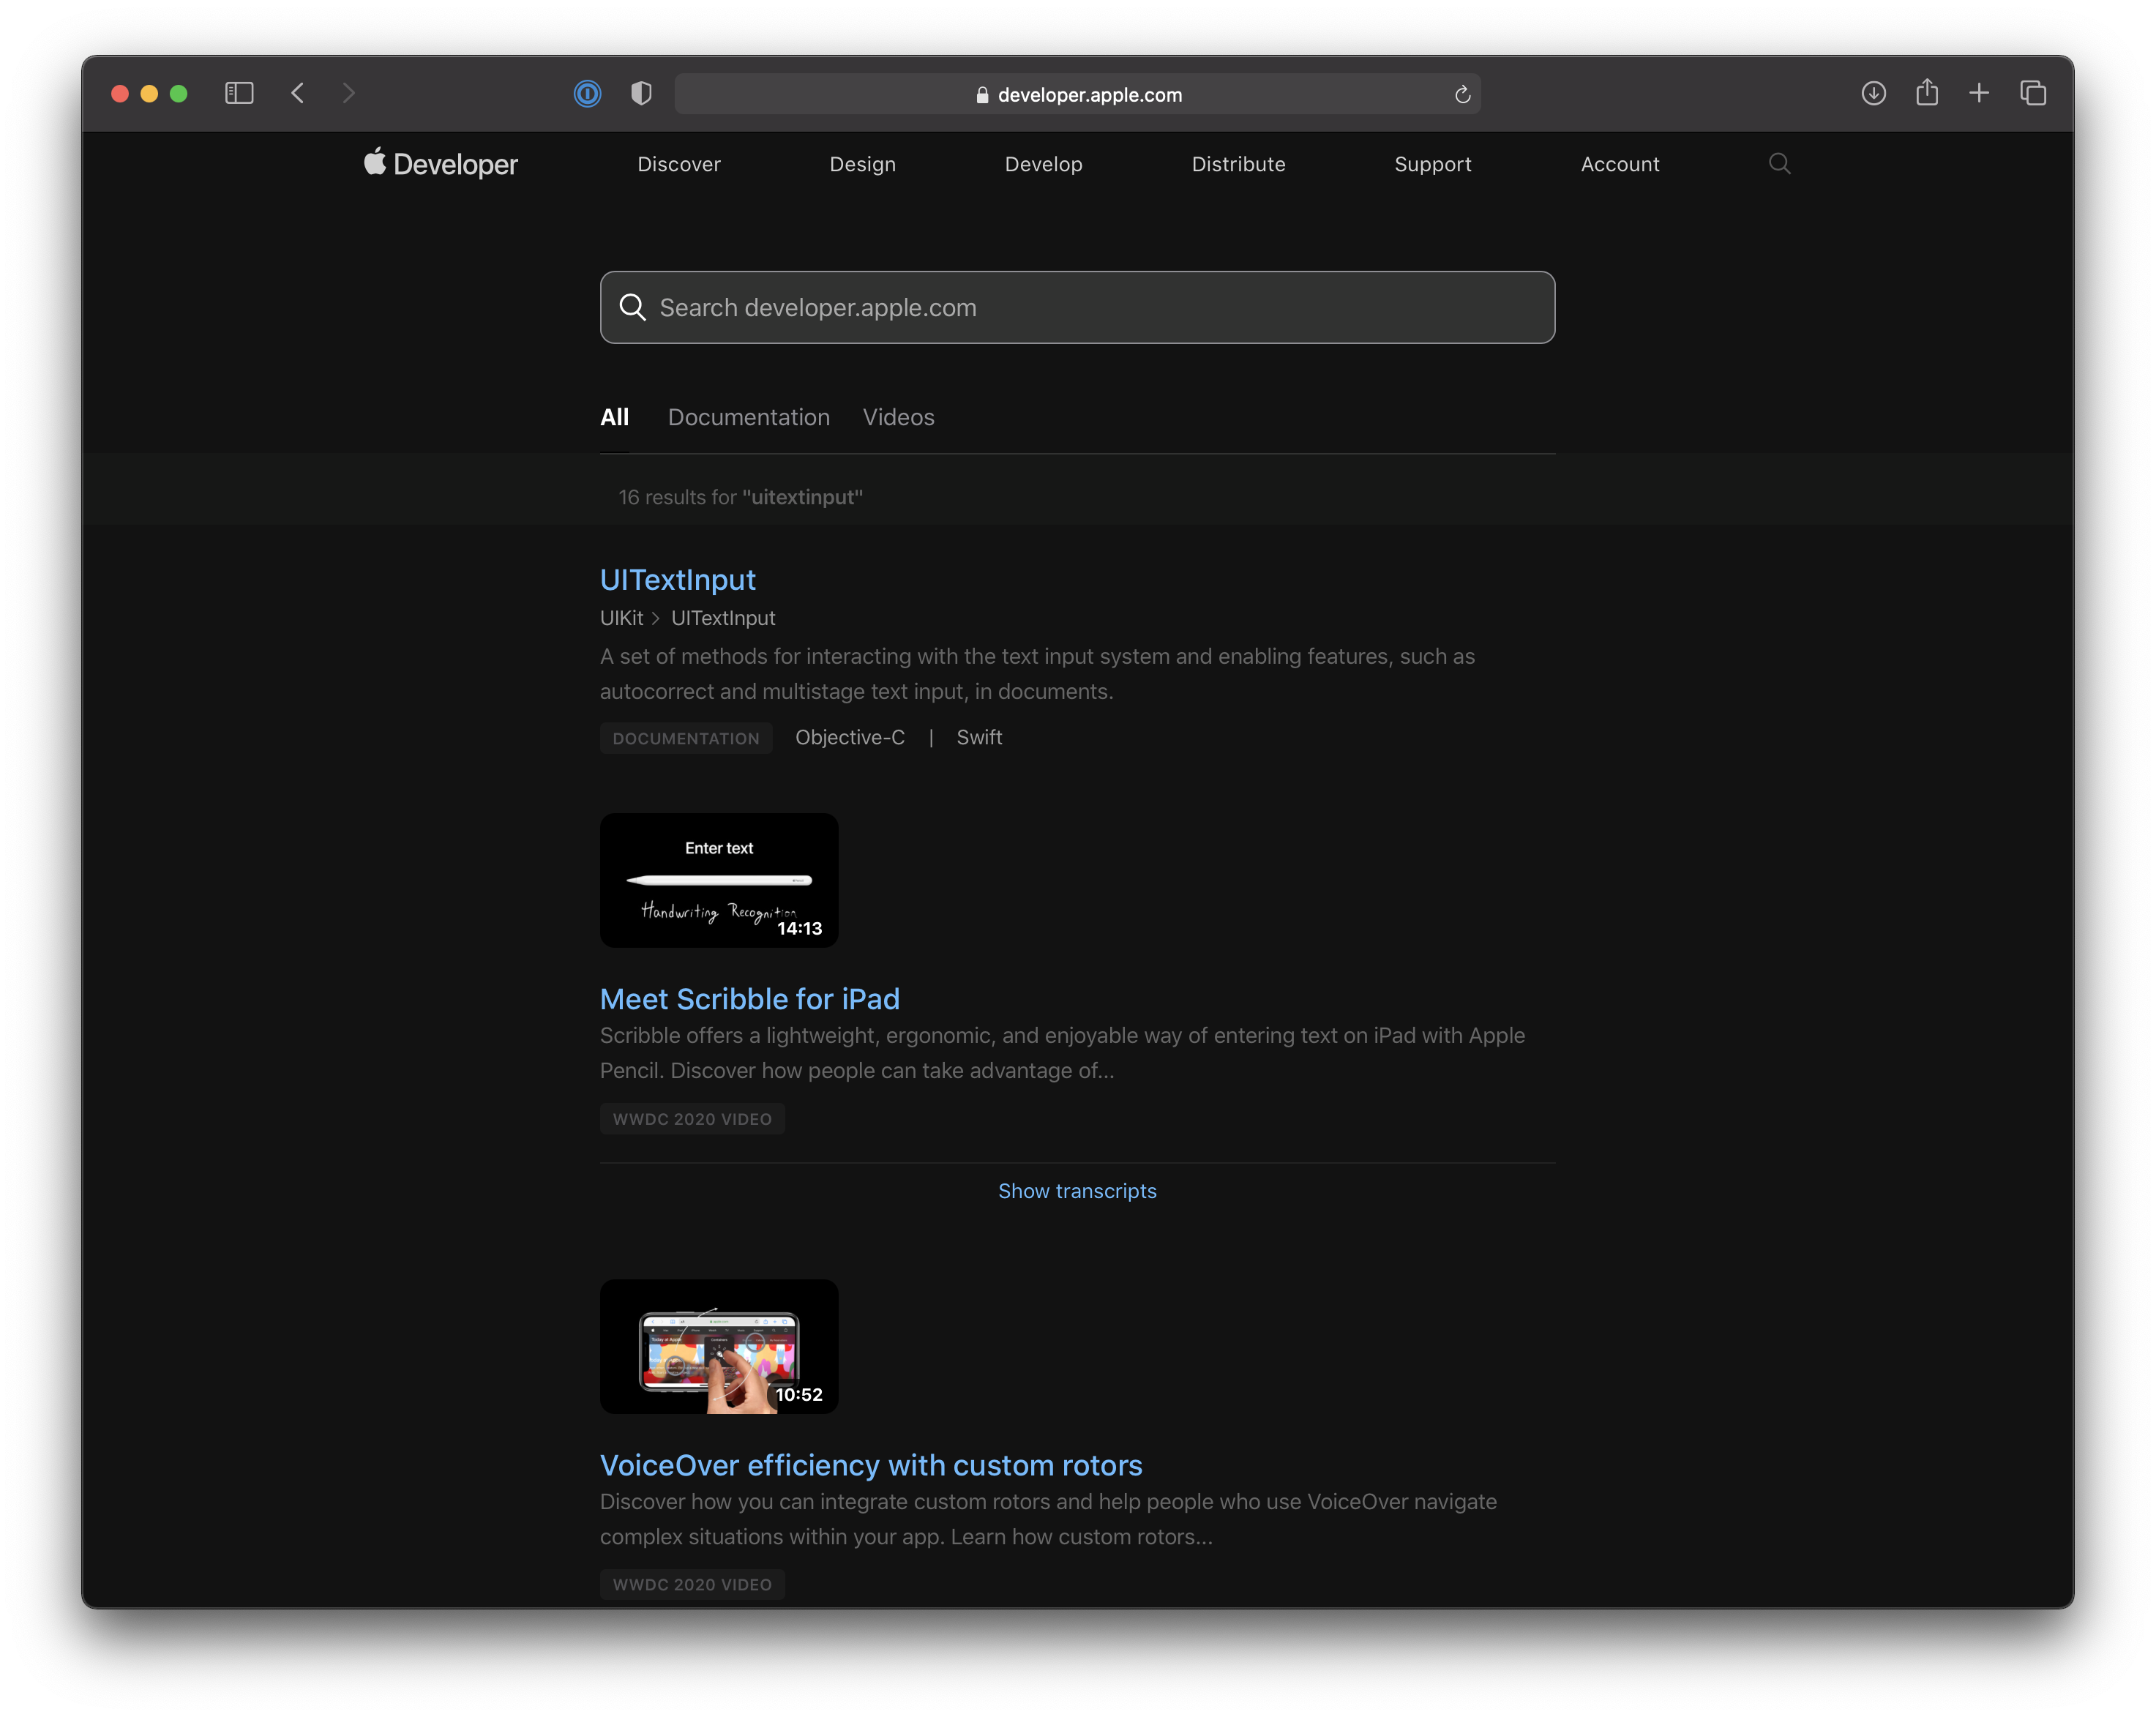 developer.apple.com
Developer
Discover
Design
Develop
Distribute
Support
Account
Search developer.apple.com
All
Documentation
Videos
16 results for "uitextinput"
UITextInput
UIKit > UITextInput
A set of methods for interacting with the text input system and enabling features, such as
autocorrect and multistage text input, in documents.
DOCUMENTATION
Objective-C | Swift
Enter text
Handwriting Recognition
14:13
Meet Scribble for iPad
Scribble offers a lightweight, ergonomic, and enjoyable way of entering text on iPad with Apple
Pencil. Discover how people can take advantage of...
WWDC 2020 VIDEO
Show transcripts
Today at Apple
10:52
VoiceOver efficiency with custom rotors
Discover how you can integrate custom rotors and help people who use VoiceOver navigate
complex situations within your app. Learn how custom rotors...
WWDC 2020 VIDEO